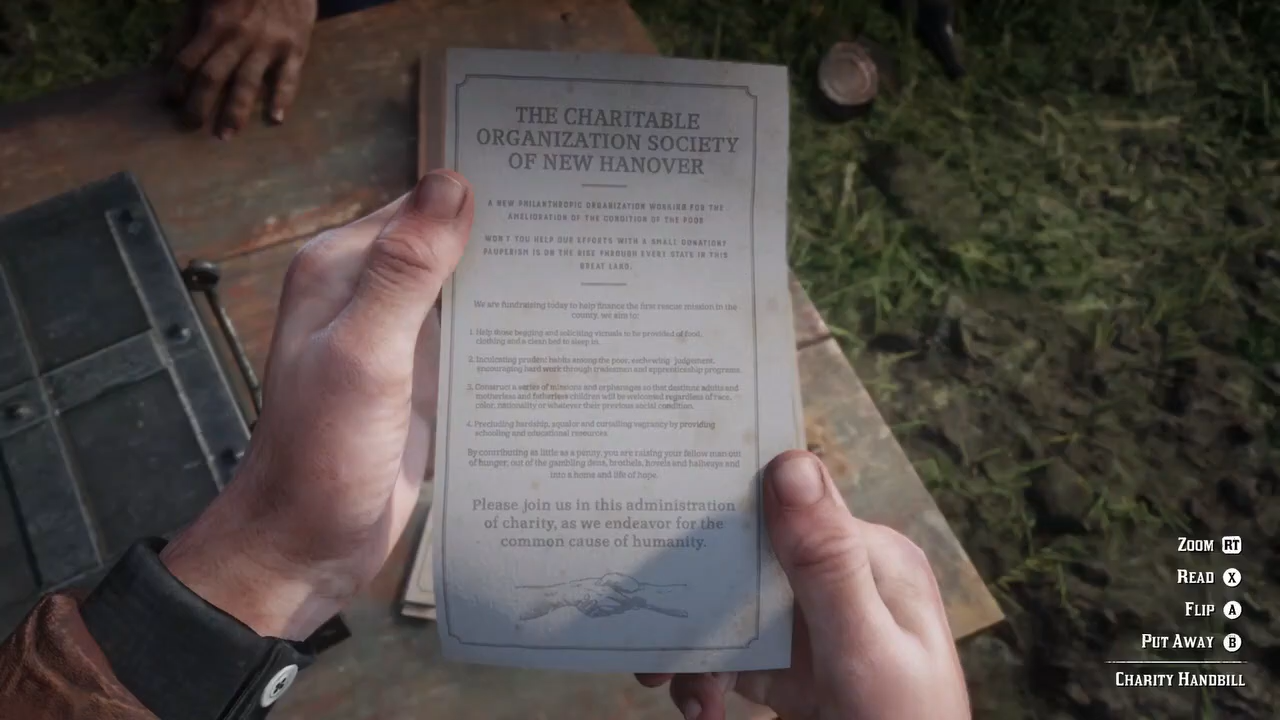 THE CHARITABLE
ORGANIZATION SOCIETY
OF NEW HANOVER
A NEW PHILANTHROPIC ORGANIZATION WORKING FOR THE
AMELIORATION OF THE CONDITION OF THE POOR
WON'T YOU HELP OUR EFFORTS WITH A SMALL DONATION?
PAUPERISM IS ON THE RISE THROUGH EVERY STATE IN THIS
GREAT LAND.
We are fundraising today to help finance the first rescue mission in the
county, we aim to:
1. Help those begging and soliciting victuals to be provided of food,
clothing and a clean bed to sleep in.
2. Inculcating prudent habits among the poor, eschewing judgement,
encouraging hard work through tradesmen and apprenticeship programs.
3. Construct a series of missions and orphanages so that destitute adults and
motherless and fatherless children will be welcomed regardless of race,
color, nationality or whatever their previous social condition.
4. Precluding hardship, squalor and curtailing vagrancy by providing
schooling and educational resources.
By contributing as little as a penny, you are raising your fellow man out
of hunger, out of the gambling dens, brothels, hovels and hallways and
into a home and life of hope.
Please join us in this administration
of charity, as we endeavor for the
common cause of humanity.
ZOOM RT
READ X
FLIP A
PUT AWAY B
CHARITY HANDBILL